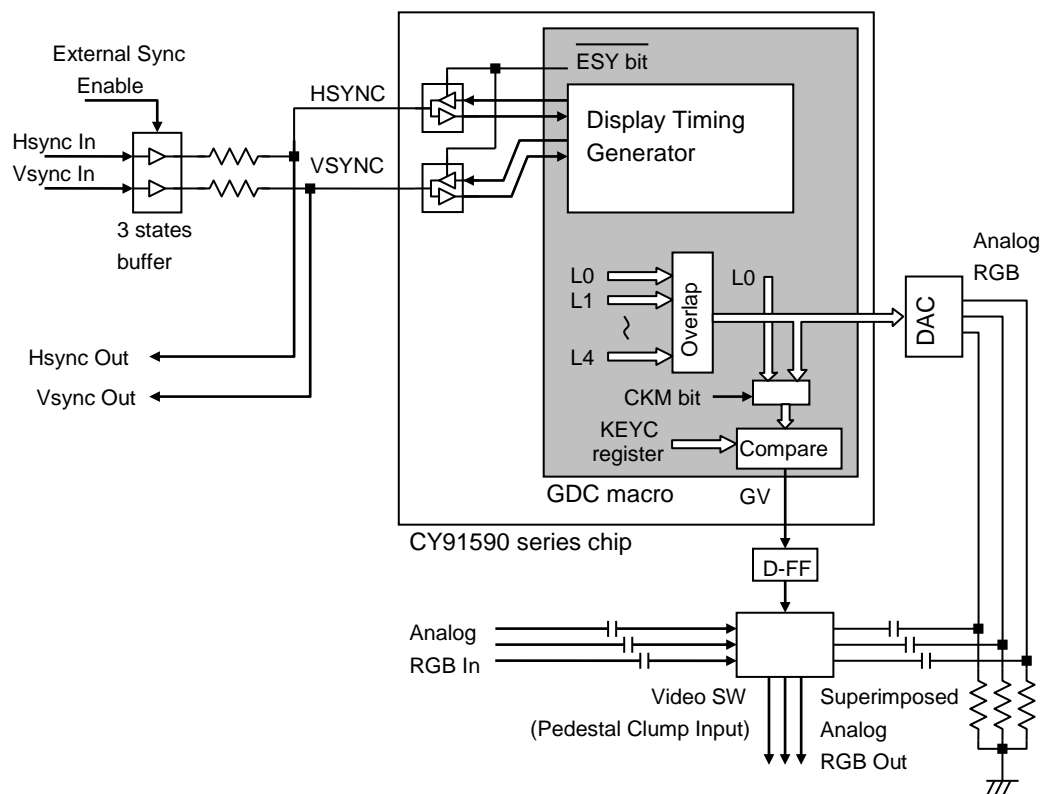 External Sync
Enable
Hsync In
Vsync In
3 states
buffer
HSYNC
VSYNC
ESY bit
Display Timing
Generator
Hsync Out
Vsync Out
L0
L1
~
L4
Overlap
L0
CKM bit
KEYC
register
Compare
GDC macro
GV
CY91590 series chip
Analog
RGB
DAC
D-FF
Analog
RGB In
Video SW
(Pedestal Clump Input)
Superimposed
Analog
RGB Out